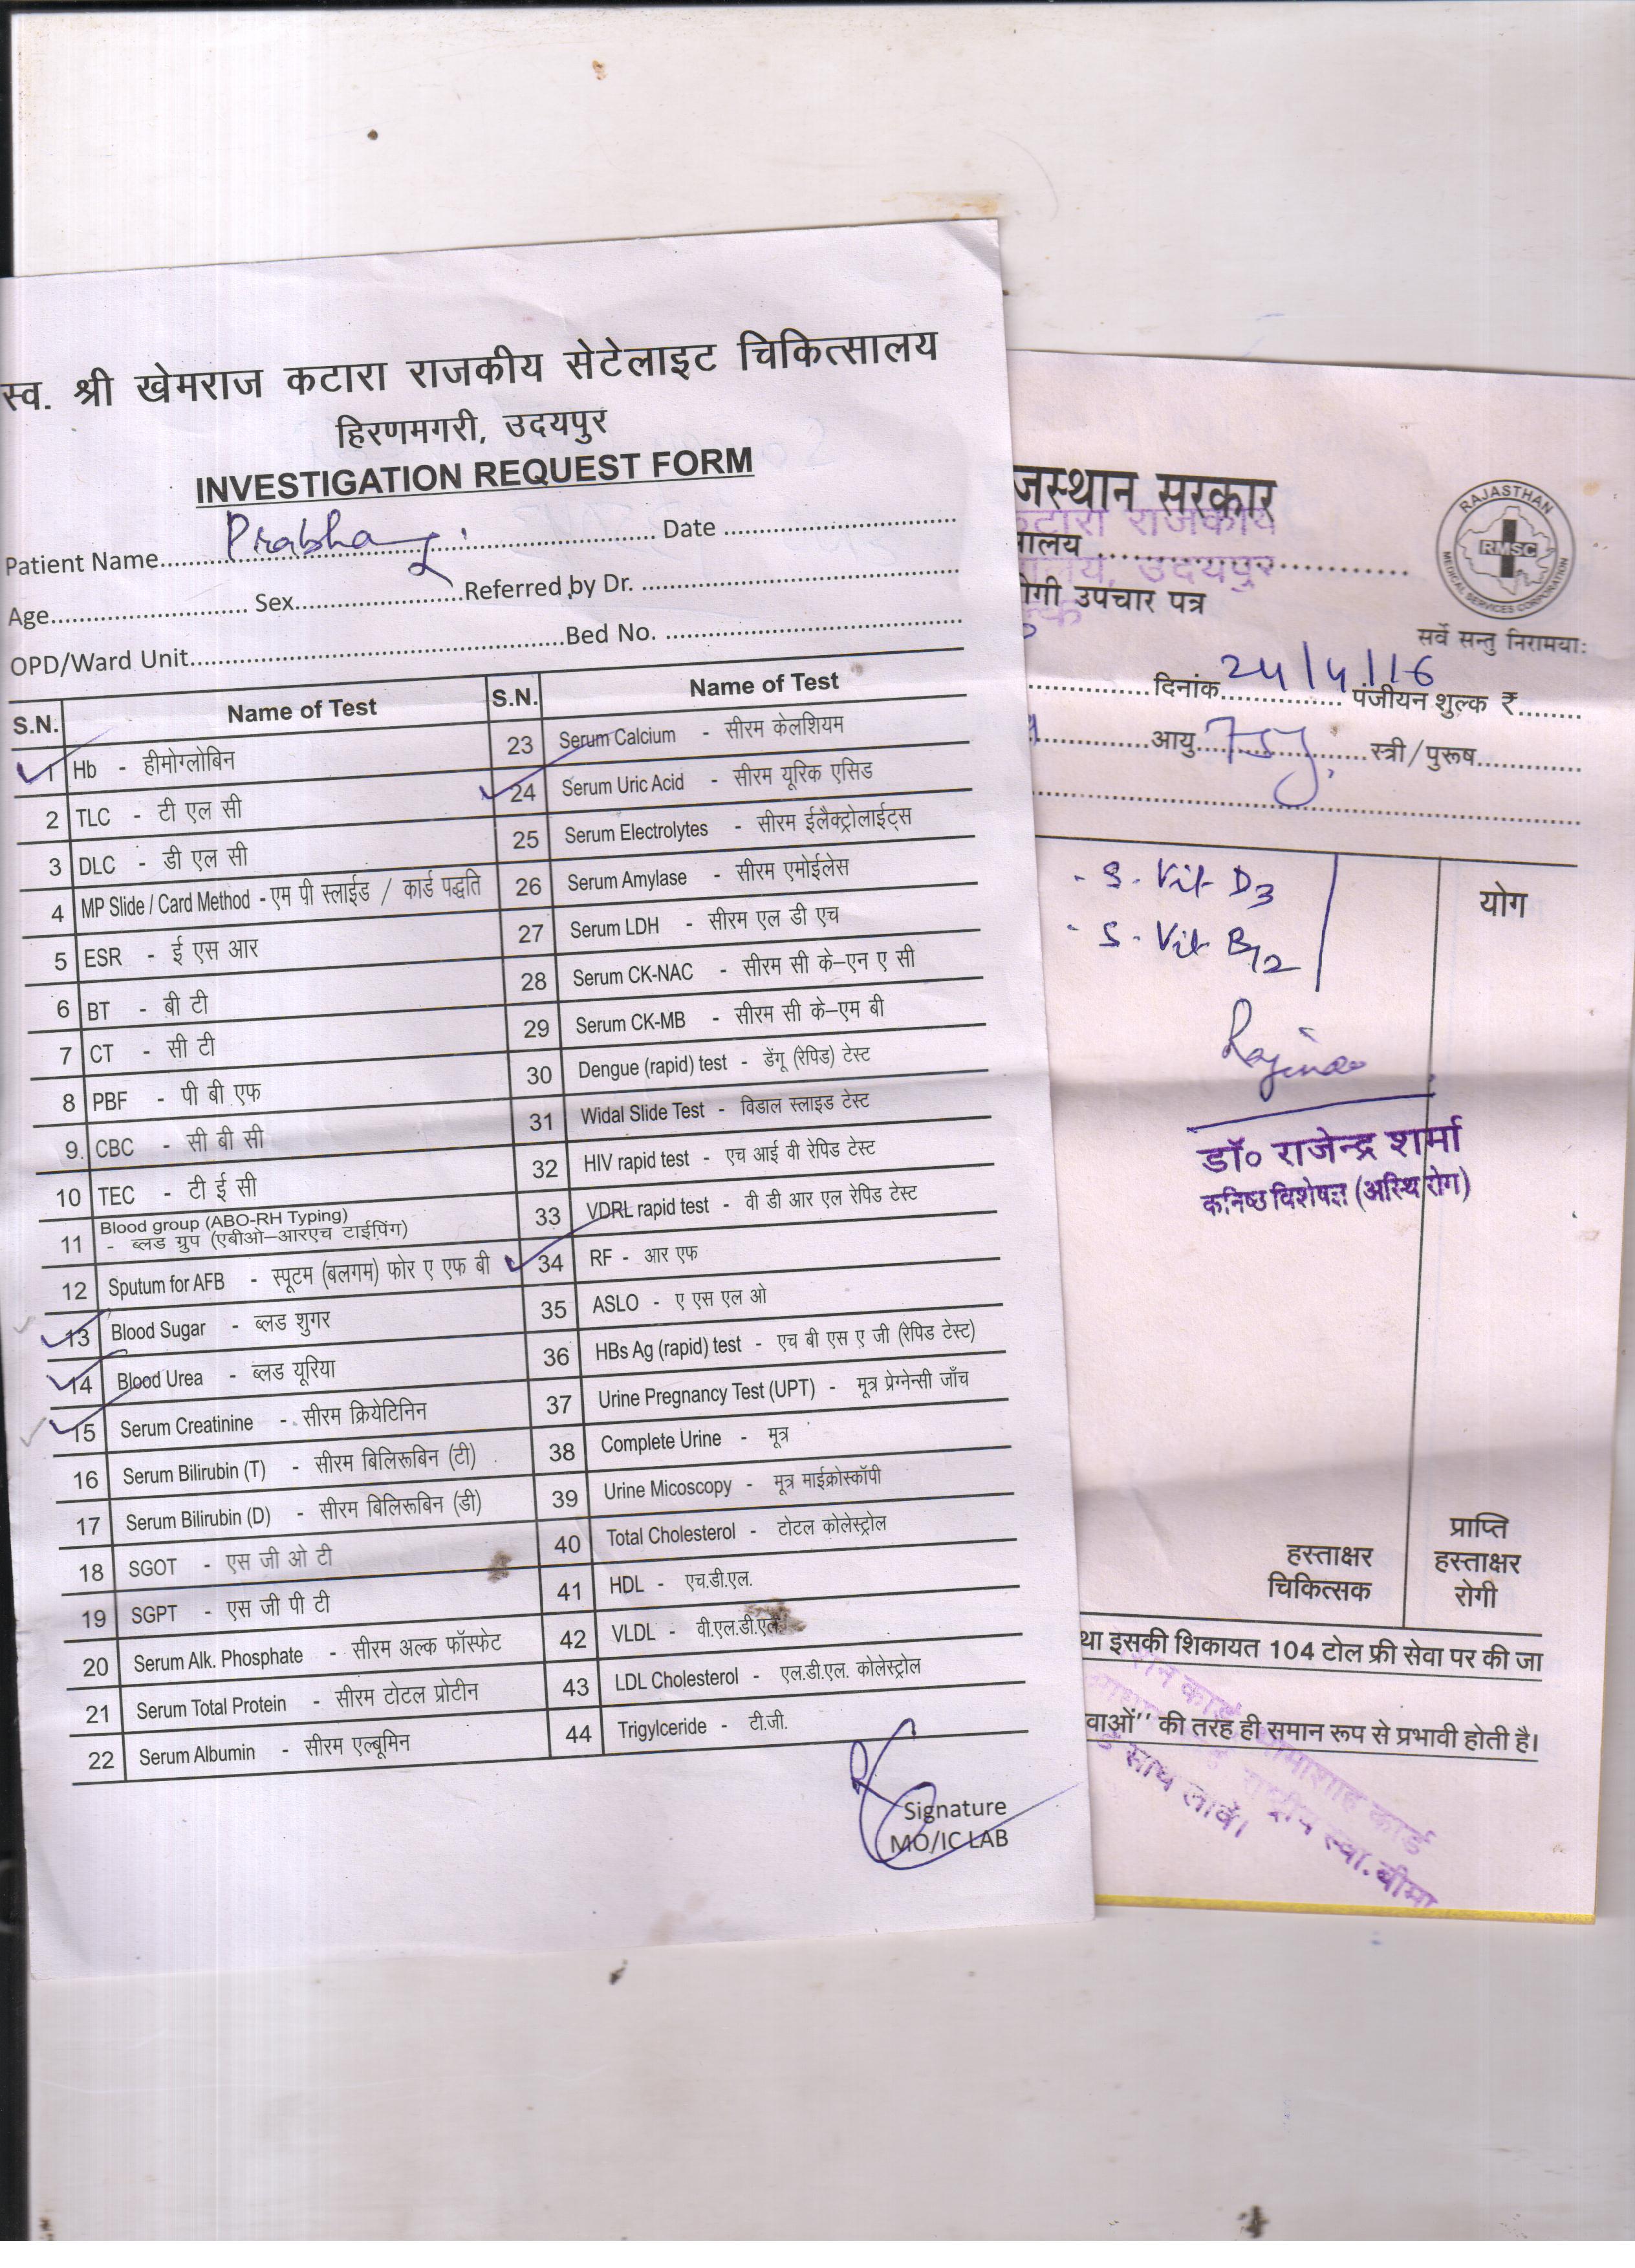 स्व. श्री खेमराज कटारा राजकीय सेटेलाइट चिकित्सालय
हिरणमगरी, उदयपुर
INVESTIGATION REQUEST FORM
Patient Name Prabha Date
Age Sex Referred by Dr.
OPD/Ward Unit Bed No.
S.N. Name of Test S.N. Name of Test
1 Hb - हीमोग्लोबिन
2 TLC - टी एल सी
3 DLC - डी एल सी
4 MP Slide / Card Method - एम पी स्लाईड / कार्ड पद्धति
5 ESR - ई एस आर
6 BT - बी टी
7 CT - सी टी
8 PBF - पी बी एफ
9. CBC - सी बी सी
10 TEC - टी ई सी
11 Blood group (ABO-RH Typing)
- ब्लड ग्रुप (एबीओ–आरएच टाईपिंग)
12 Sputum for AFB - स्पूटम (बलगम) फोर ए एफ बी
13 Blood Sugar - ब्लड शुगर
14 Blood Urea - ब्लड यूरिया
15 Serum Creatinine - सीरम क्रियेटिनिन
16 Serum Bilirubin (T) - सीरम बिलिरूबिन (टी)
17 Serum Bilirubin (D) - सीरम बिलिरूबिन (डी)
18 SGOT - एस जी ओ टी
19 SGPT - एस जी पी टी
20 Serum Alk. Phosphate - सीरम अल्क फॉस्फेट
21 Serum Total Protein - सीरम टोटल प्रोटीन
22 Serum Albumin - सीरम एल्बूमिन
23 Serum Calcium - सीरम केलशियम
24 Serum Uric Acid - सीरम यूरिक एसिड
25 Serum Electrolytes - सीरम ईलैक्ट्रोलाईट्स
26 Serum Amylase - सीरम एमोईलेस
27 Serum LDH - सीरम एल डी एच
28 Serum CK-NAC - सीरम सी के–एन ए सी
29 Serum CK-MB - सीरम सी के–एम बी
30 Dengue (rapid) test - डेंगू (रेपिड) टेस्ट
31 Widal Slide Test - विडाल स्लाइड टेस्ट
32 HIV rapid test - एच आई वी रेपिड टेस्ट
33 VDRL rapid test - वी डी आर एल रेपिड टेस्ट
34 RF - आर एफ
35 ASLO - ए एस एल ओ
36 HBs Ag (rapid) test - एच बी एस ए जी (रेपिड टेस्ट)
37 Urine Pregnancy Test (UPT) - मूत्र प्रेग्नेन्सी जाँच
38 Complete Urine - मूत्र
39 Urine Micoscopy - मूत्र माईक्रोस्कॉपी
40 Total Cholesterol - टोटल कोलेस्ट्रोल
41 HDL - एच.डी.एल.
42 VLDL - वी.एल.डी.एल.
43 LDL Cholesterol - एल.डी.एल. कोलेस्ट्रोल
44 Trigylceride - टी.जी.
Signature
MO/IC LAB
जस्थान सरकार
कटारा राजकीय
ालय
लय, उदयपुर
ोगी उपचार पत्र
RAJASTHAN
RMSC
MEDICAL SERVICES CORPORATION
सर्वे सन्तु निरामयाः
दिनांक 24/4/16 पंजीयन शुल्क ₹
आयु 75y. स्त्री/पुरूष
- S. Vit D3
- S. Vit B12
योग
डॉ० राजेन्द्र शर्मा
कनिष्ठ विशेषज्ञ (अस्थि रोग)
हस्ताक्षर
चिकित्सक
प्राप्ति
हस्ताक्षर
रोगी
था इसकी शिकायत 104 टोल फ्री सेवा पर की जा
वाओं'' की तरह ही समान रूप से प्रभावी होती है।
राशन कार्ड, भामाशाह कार्ड
राष्ट्रीय स्वा. बीमा
साथ लावें।